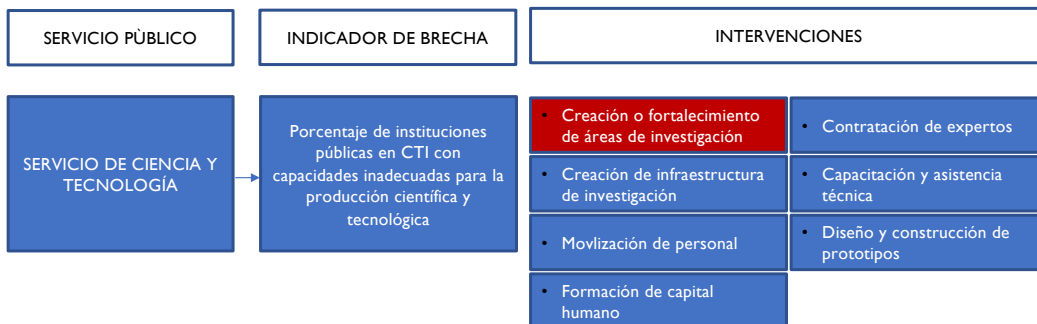 SERVICIO PÙBLICO
INDICADOR DE BRECHA
INTERVENCIONES
SERVICIO DE CIENCIA Y
TECNOLOGÍA
Porcentaje de instituciones
públicas en CTI con
capacidades inadecuadas para la
producción científica y
tecnológica
• Creación o fortalecimiento
de áreas de investigación
• Creación de infraestructura
de investigación
• Movlización de personal
• Formación de capital
humano
• Contratación de expertos
• Capacitación y asistencia
técnica
• Diseño y construcción de
prototipos